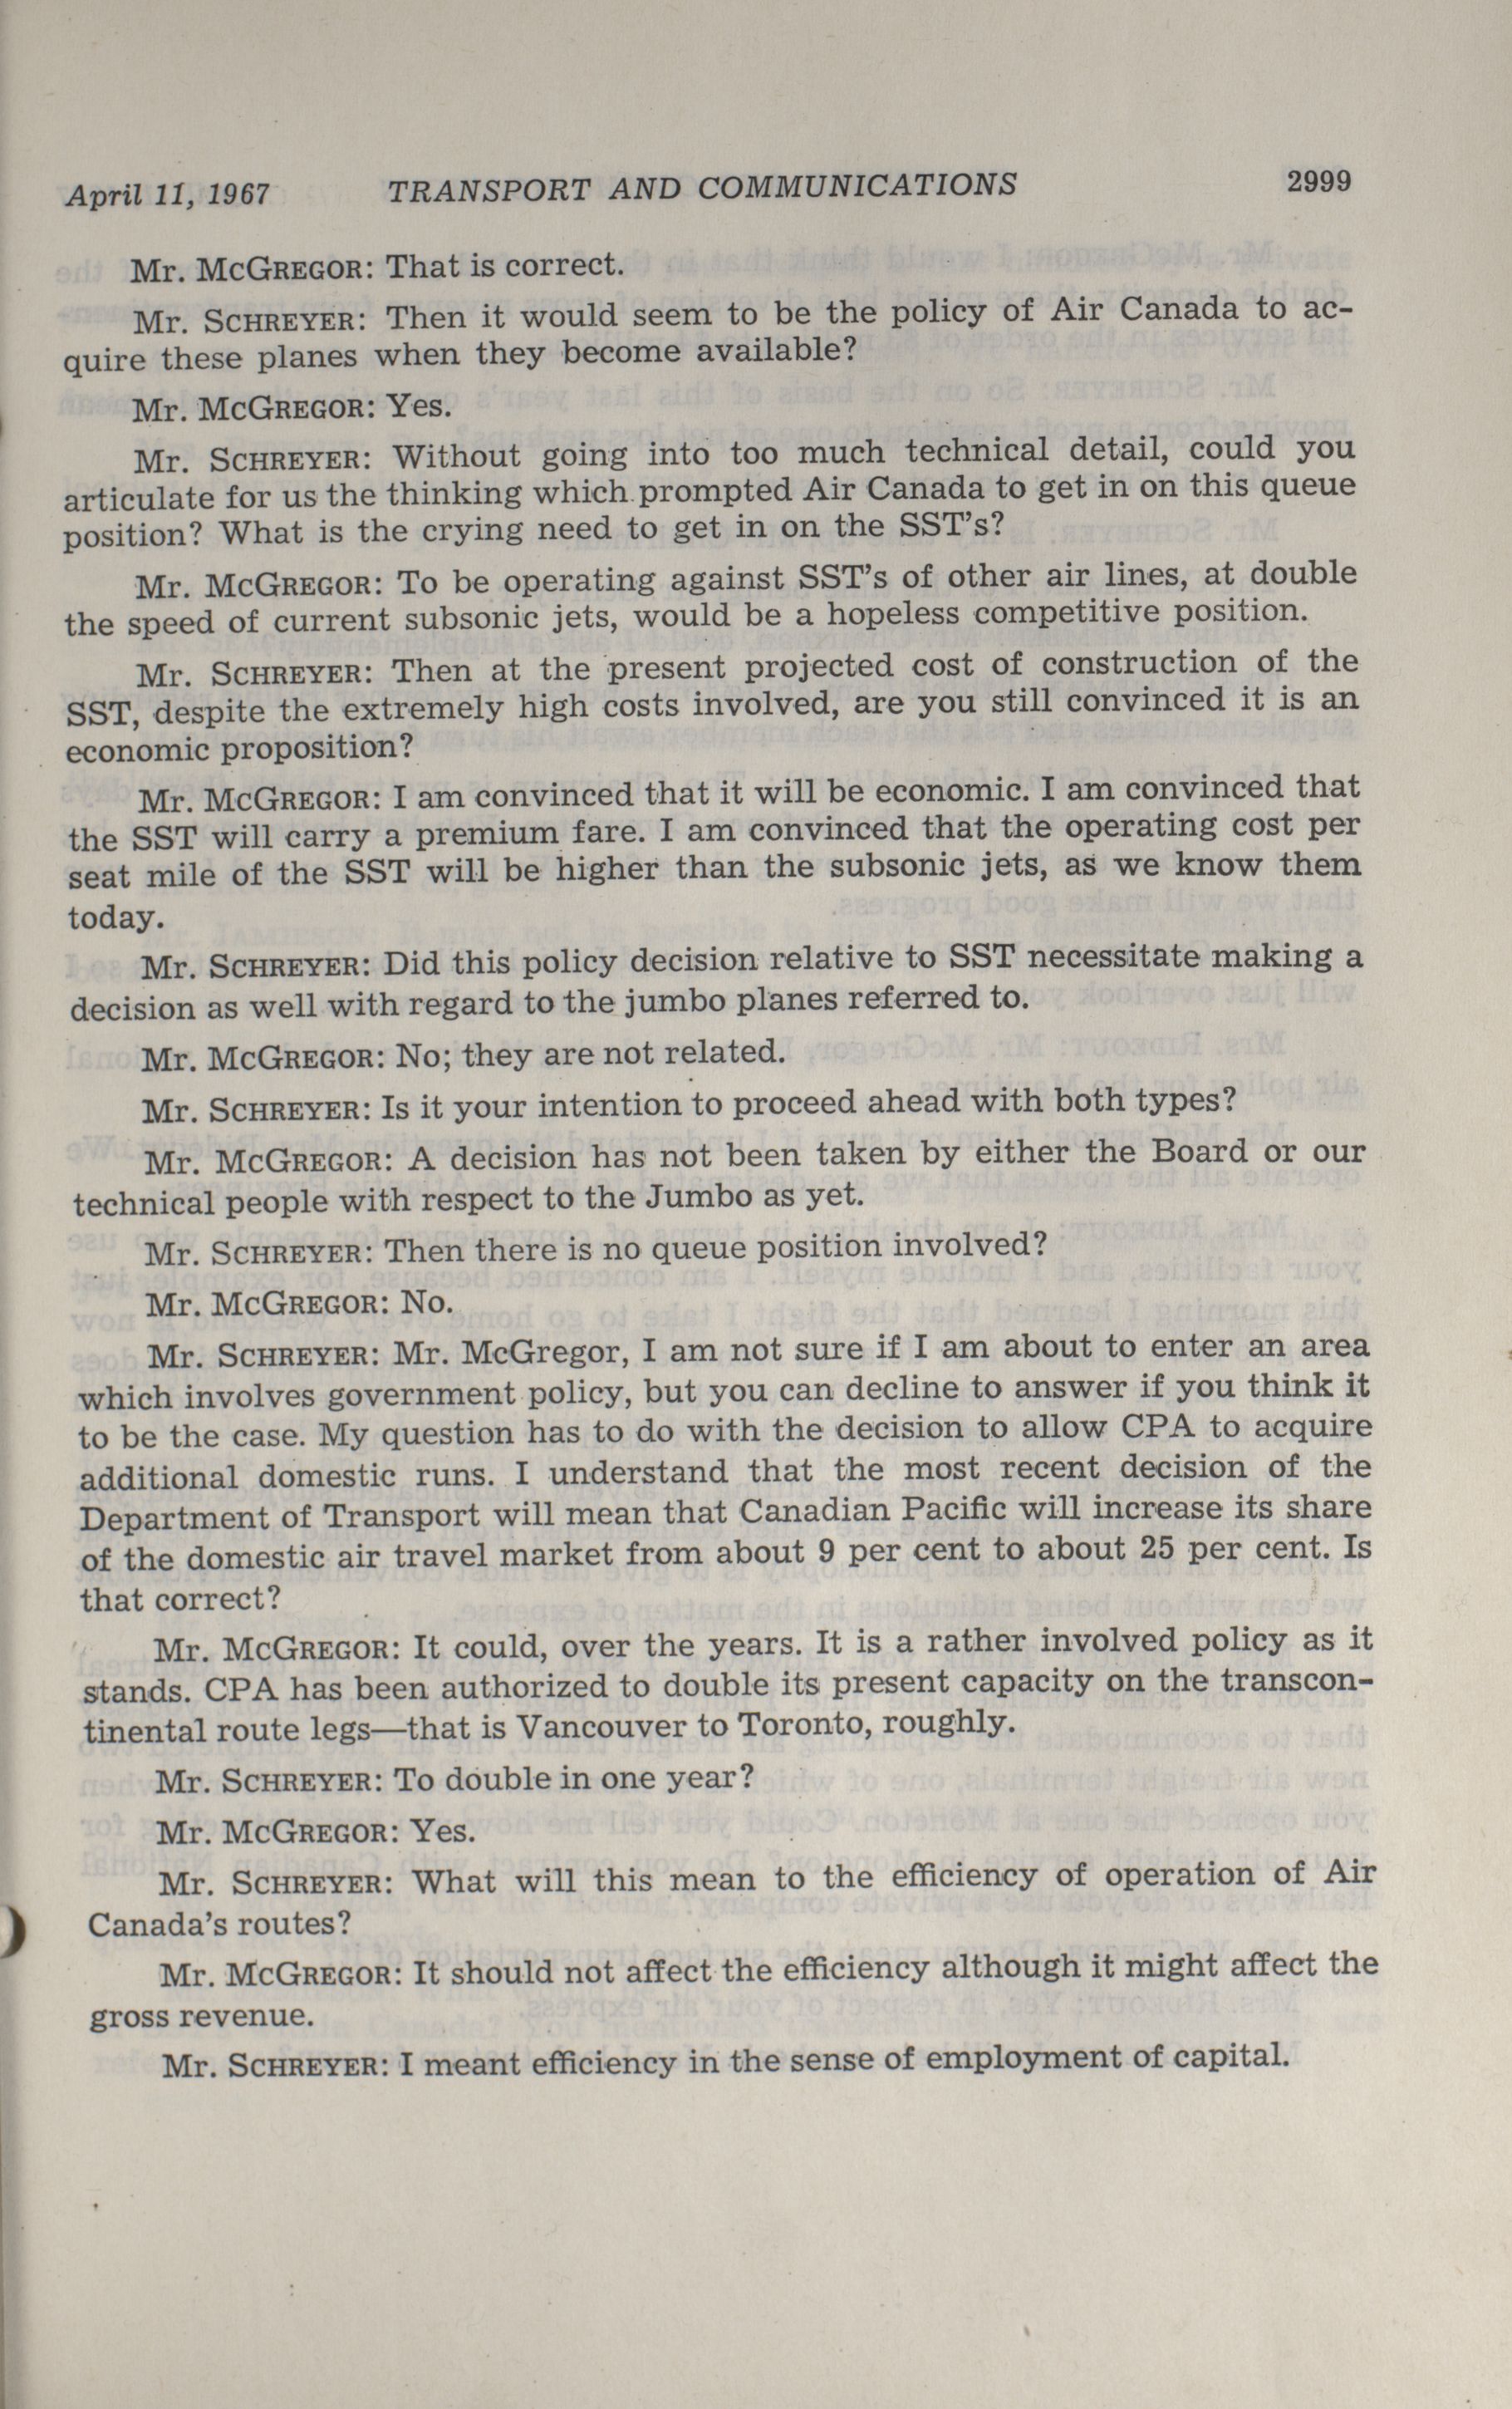 April 11, 1967 TRANSPORT AND COMMUNICATIONS 2999
Mr. McGREGOR: That is correct.
Mr. SCHREYER: Then it would seem to be the policy of Air Canada to ac-
quire these planes when they become available?
Mr. McGREGOR: Yes.
Mr. SCHREYER: Without going into too much technical detail, could you
articulate for us the thinking which prompted Air Canada to get in on this queue
position? What is the crying need to get in on the SST's?
Mr. McGREGOR: To be operating against SST's of other air lines, at double
the speed of current subsonic jets, would be a hopeless competitive position.
Mr. SCHREYER: Then at the present projected cost of construction of the
SST, despite the extremely high costs involved, are you still convinced it is an
economic proposition?
Mr. McGREGOR: I am convinced that it will be economic. I am convinced that
the SST will carry a premium fare. I am convinced that the operating cost per
seat mile of the SST will be higher than the subsonic jets, as we know them
today.
Mr. SCHREYER: Did this policy decision relative to SST necessitate making a
decision as well with regard to the jumbo planes referred to.
Mr. McGREGOR: No; they are not related.
Mr. SCHREYER: Is it your intention to proceed ahead with both types?
Mr. McGREGOR: A decision has not been taken by either the Board or our
technical people with respect to the Jumbo as yet.
Mr. SCHREYER: Then there is no queue position involved?
Mr. McGREGOR: No.
Mr. SCHREYER: Mr. McGregor, I am not sure if I am about to enter an area
which involves government policy, but you can decline to answer if you think it
to be the case. My question has to do with the decision to allow CPA to acquire
additional domestic runs. I understand that the most recent decision of the
Department of Transport will mean that Canadian Pacific will increase its share
of the domestic air travel market from about 9 per cent to about 25 per cent. Is
that correct?
Mr. McGREGOR: It could, over the years. It is a rather involved policy as it
stands. CPA has been authorized to double its present capacity on the transcon-
tinental route legs—that is Vancouver to Toronto, roughly.
Mr. SCHREYER: To double in one year?
Mr. McGREGOR: Yes.
Mr. SCHREYER: What will this mean to the efficiency of operation of Air
Canada's routes?
Mr. McGREGOR: It should not affect the efficiency although it might affect the
gross revenue.
Mr. SCHREYER: I meant efficiency in the sense of employment of capital.